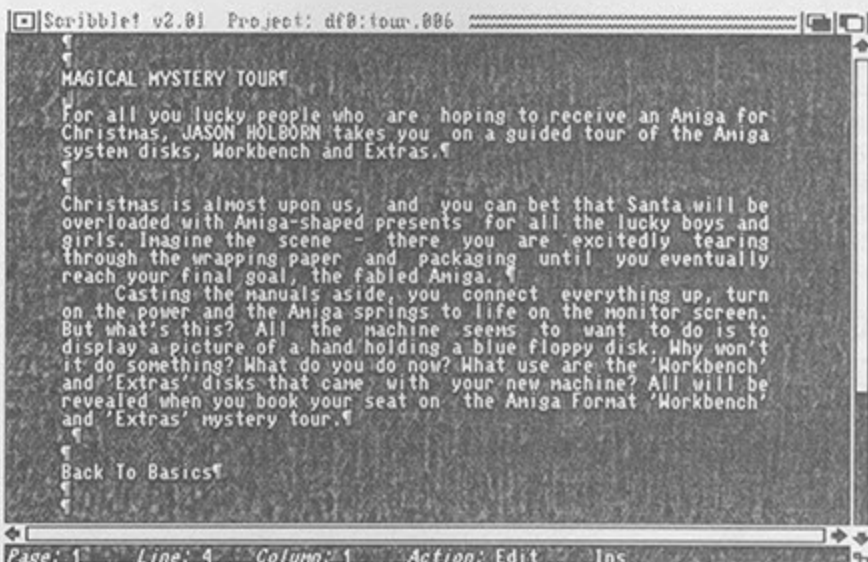 Scribble! v2.01 Project: df0:tour.006
¶
¶
MAGICAL MYSTERY TOUR¶
¶
For all you lucky people who are hoping to receive an Amiga for
Christmas, JASON HOLBORN takes you on a guided tour of the Amiga
system disks, Workbench and Extras.¶
¶
¶
Christmas is almost upon us, and you can bet that Santa will be
overloaded with Amiga-shaped presents for all the lucky boys and
girls. Imagine the scene - there you are excitedly tearing
through the wrapping paper and packaging until you eventually
reach your final goal, the fabled Amiga. ¶
Casting the manuals aside, you connect everything up, turn
on the power and the Amiga springs to life on the monitor screen.
But what's this? All the machine seems to want to do is to
display a picture of a hand holding a blue floppy disk. Why won't
it do something? What do you do now? What use are the 'Workbench'
and 'Extras' disks that came with your new machine? All will be
revealed when you book your seat on the Amiga Format 'Workbench'
and 'Extras' mystery tour.¶
¶
¶
Back To Basics¶
¶
¶
Page: 1 Line: 4 Column: 1 Action: Edit Ins